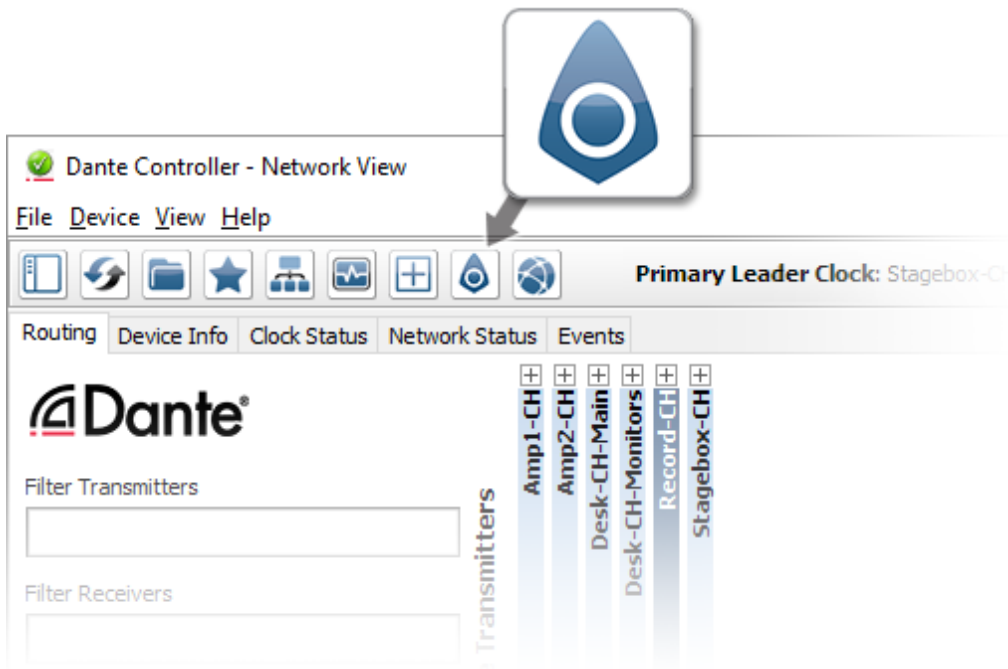 Dante Controller - Network View
File Device View Help
Primary Leader Clock: Stagebox-C
Routing Device Info Clock Status Network Status Events
Dante®
Filter Transmitters
Filter Receivers
Transmitters
Amp1-CH
Amp2-CH
Desk-CH-Main
Desk-CH-Monitors
Record-CH
Stagebox-CH